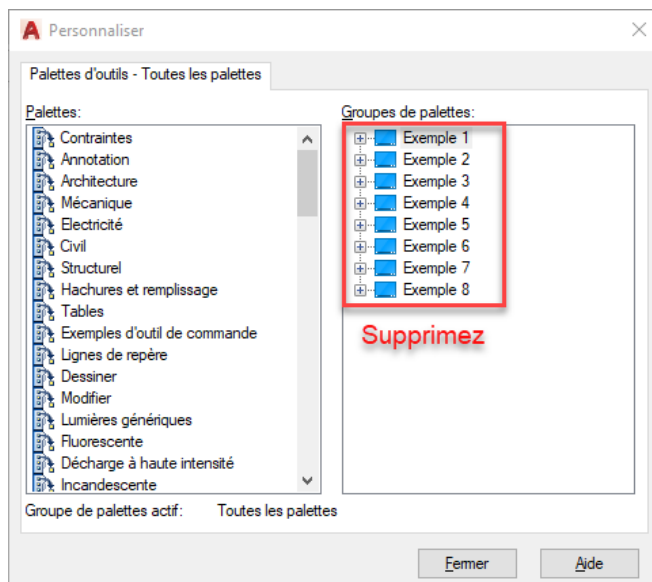 Personnaliser
Palettes d'outils - Toutes les palettes
Palettes:
Contraintes
Annotation
Architecture
Mécanique
Electricité
Civil
Structurel
Hachures et remplissage
Tables
Exemples d'outil de commande
Lignes de repère
Dessiner
Modifier
Lumières génériques
Fluorescente
Décharge à haute intensité
Incandescente
Groupes de palettes:
Exemple 1
Exemple 2
Exemple 3
Exemple 4
Exemple 5
Exemple 6
Exemple 7
Exemple 8
Supprimez
Groupe de palettes actif: Toutes les palettes
Fermer
Aide